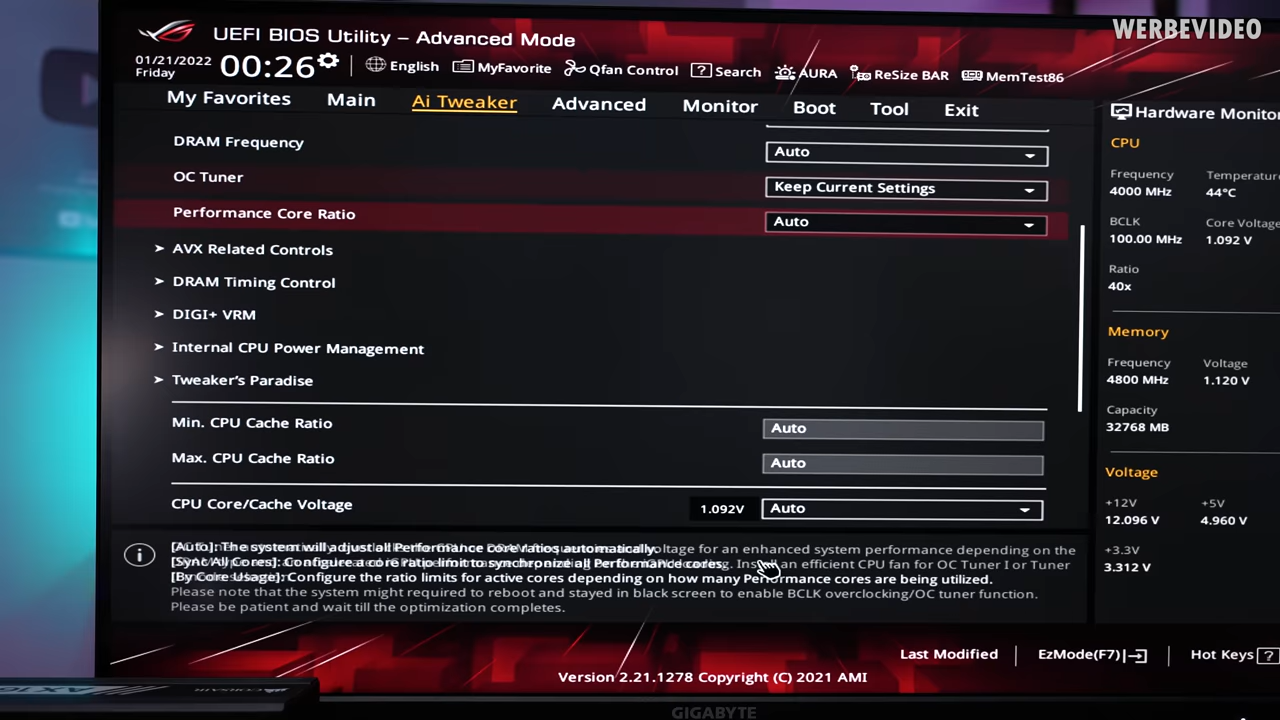 WERBEVIDEO
UEFI BIOS Utility – Advanced Mode
01/21/2022
Friday
00:26
English
MyFavorite
Qfan Control
? Search
AURA
ReSize BAR
MemTest86
My Favorites
Main
Ai Tweaker
Advanced
Monitor
Boot
Tool
Exit
DRAM Frequency
Auto
OC Tuner
Keep Current Settings
Performance Core Ratio
Auto
AVX Related Controls
DRAM Timing Control
DIGI+ VRM
Internal CPU Power Management
Tweaker's Paradise
Min. CPU Cache Ratio
Auto
Max. CPU Cache Ratio
Auto
CPU Core/Cache Voltage
1.092V
Auto
[Auto]: The system will adjust all Performance core ratios automatically.
voltage for an enhanced system performance depending on the
[Sync All Cores]: Configure a core ratio limit to synchronize all Performance cores.
an efficient CPU fan for OC Tuner I or Tuner
[By Core Usage]: Configure the ratio limits for active cores depending on how many Performance cores are being utilized.
Please note that the system might required to reboot and stayed in black screen to enable BCLK overclocking/OC tuner function.
Please be patient and wait till the optimization completes.
Hardware Monitor
CPU
Frequency
Temperature
4000 MHz
44°C
BCLK
Core Voltage
100.00 MHz
1.092 V
Ratio
40x
Memory
Frequency
Voltage
4800 MHz
1.120 V
Capacity
32768 MB
Voltage
+12V
+5V
12.096 V
4.960 V
+3.3V
3.312 V
Last Modified
EzMode(F7)
Hot Keys ?
Version 2.21.1278 Copyright (C) 2021 AMI
GIGABYTE
CORSAIR